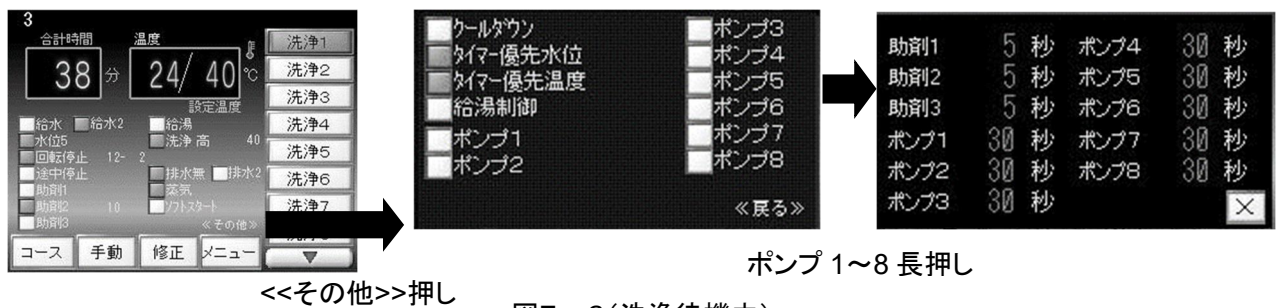 3
合計時間 温度
38 分 24/ 40 ℃
設定温度
給水 給水2 給湯
水位5 洗浄 高 40
回転停止 12- 2
途中停止 排水無 排水2
助剤1 蒸気
助剤2 10 ソフトスタート
助剤3 ≪その他≫
コース 手動 修正 メニュー
洗浄1
洗浄2
洗浄3
洗浄4
洗浄5
洗浄6
洗浄7
▼
<<その他>>押し
クールダウン ポンプ3
タイマー優先水位 ポンプ4
タイマー優先温度 ポンプ5
給湯制御 ポンプ6
ポンプ1 ポンプ7
ポンプ2 ポンプ8
≪戻る≫
助剤1 5 秒 ポンプ4 30 秒
助剤2 5 秒 ポンプ5 30 秒
助剤3 5 秒 ポンプ6 30 秒
ポンプ1 30 秒 ポンプ7 30 秒
ポンプ2 30 秒 ポンプ8 30 秒
ポンプ3 30 秒 ×
ポンプ 1～8 長押し